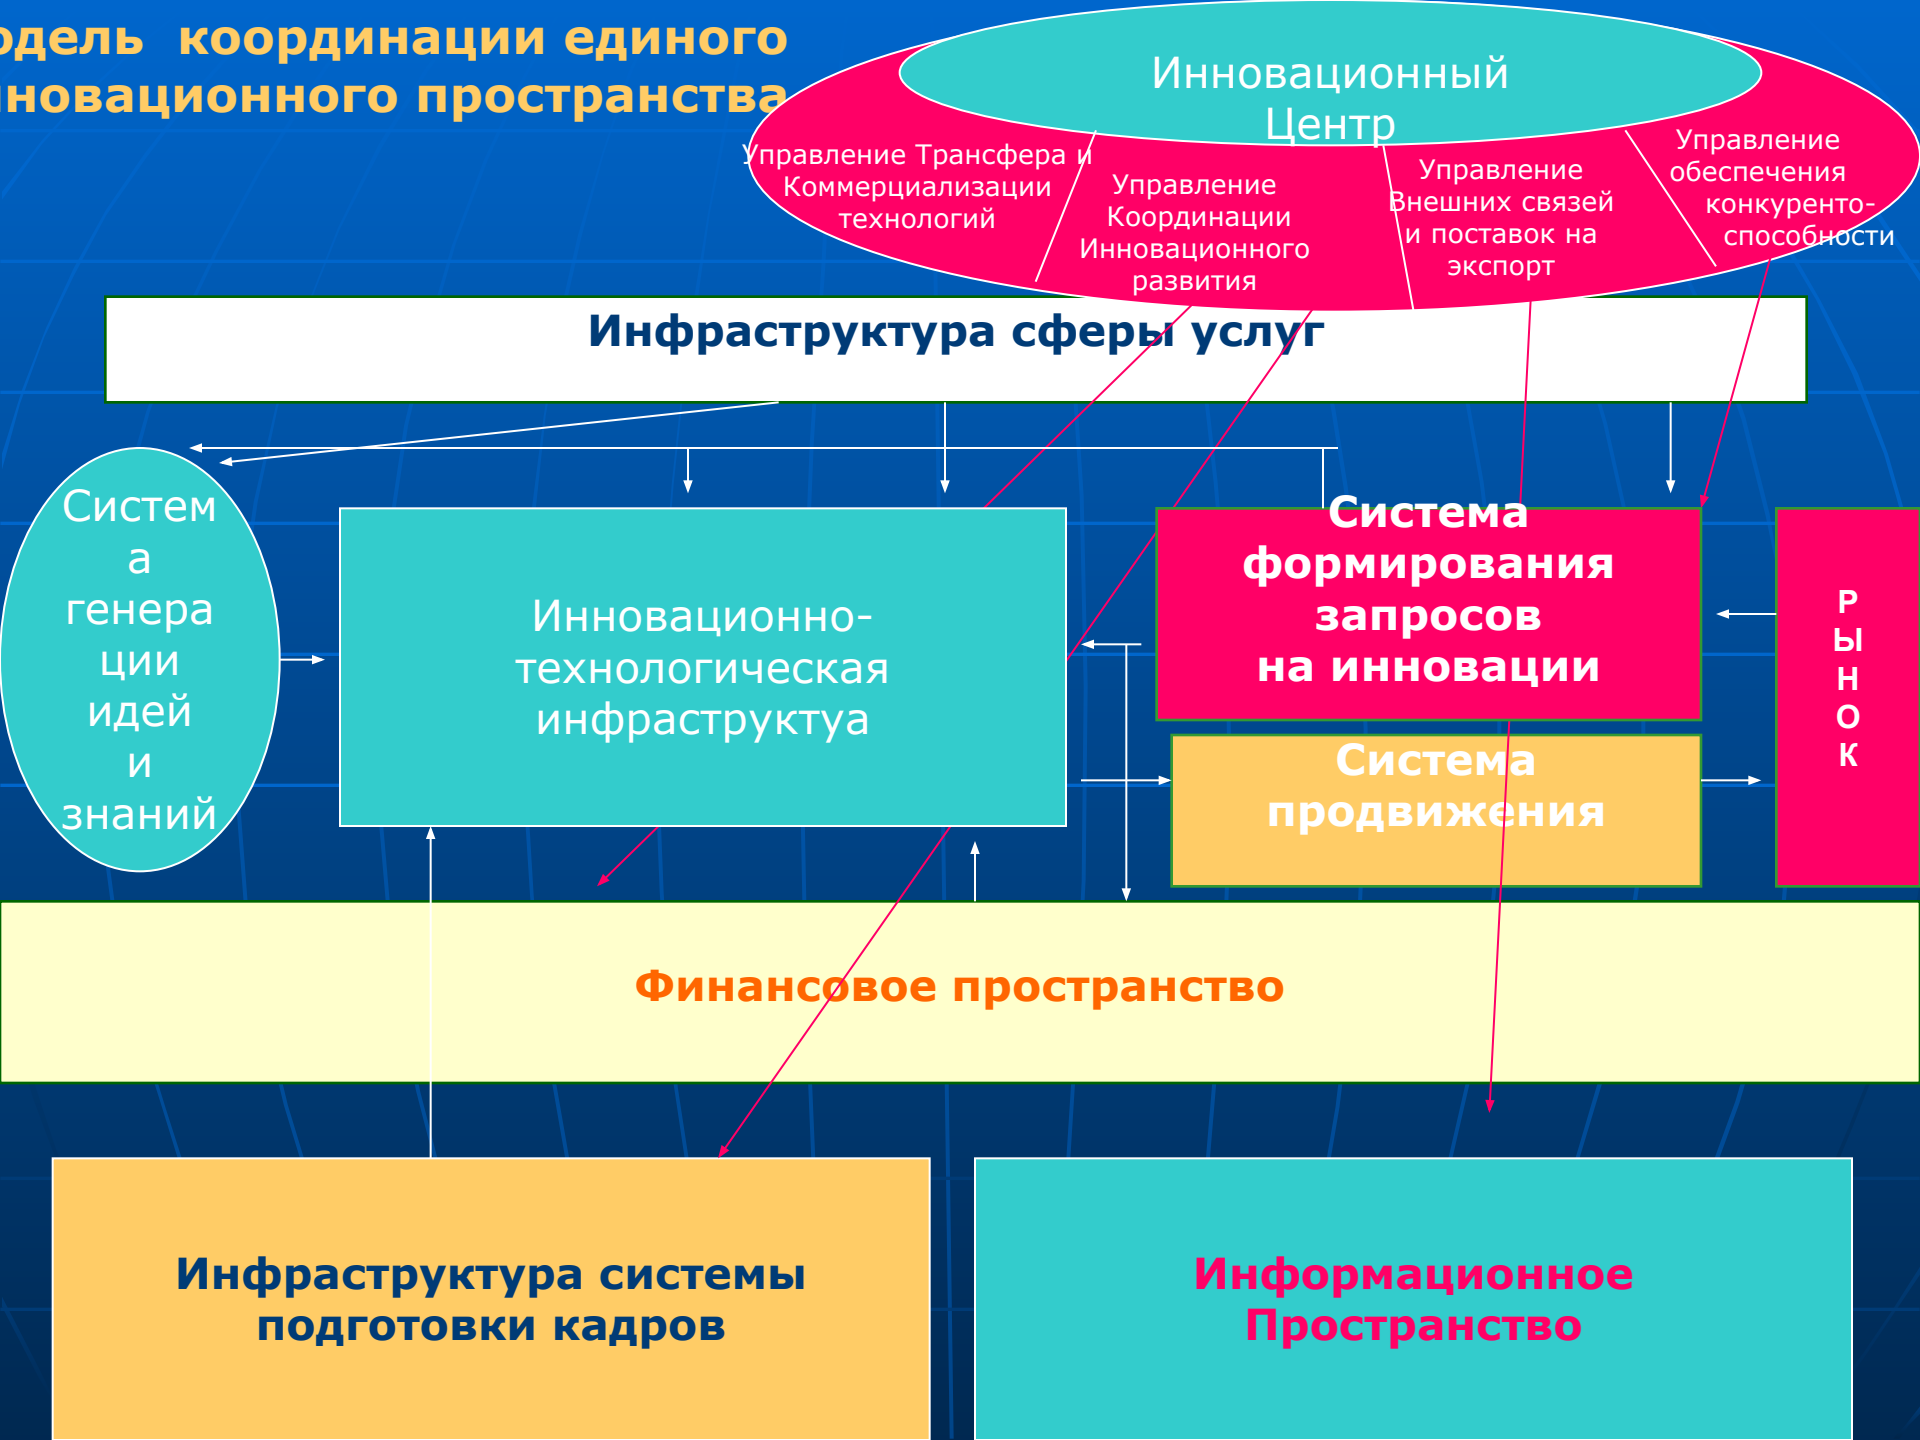 одель координации единого
новационного пространства
Инновационный
Центр
Управление Трансфера и
Коммерциализации
технологий
Управление
Координации
Инновационного
развития
Управление
Внешних связей
и поставок на
экспорт
Управление
обеспечения
конкуренто-
способности
Инфраструктура сферы услуг
Систем
а
генера
ции
идей
и
знаний
Инновационно-
технологическая
инфраструктуа
Система
формирования
запросов
на инновации
Система
продвижения
Р
Ы
Н
О
К
Финансовое пространство
Инфраструктура системы
подготовки кадров
Информационное
Пространство